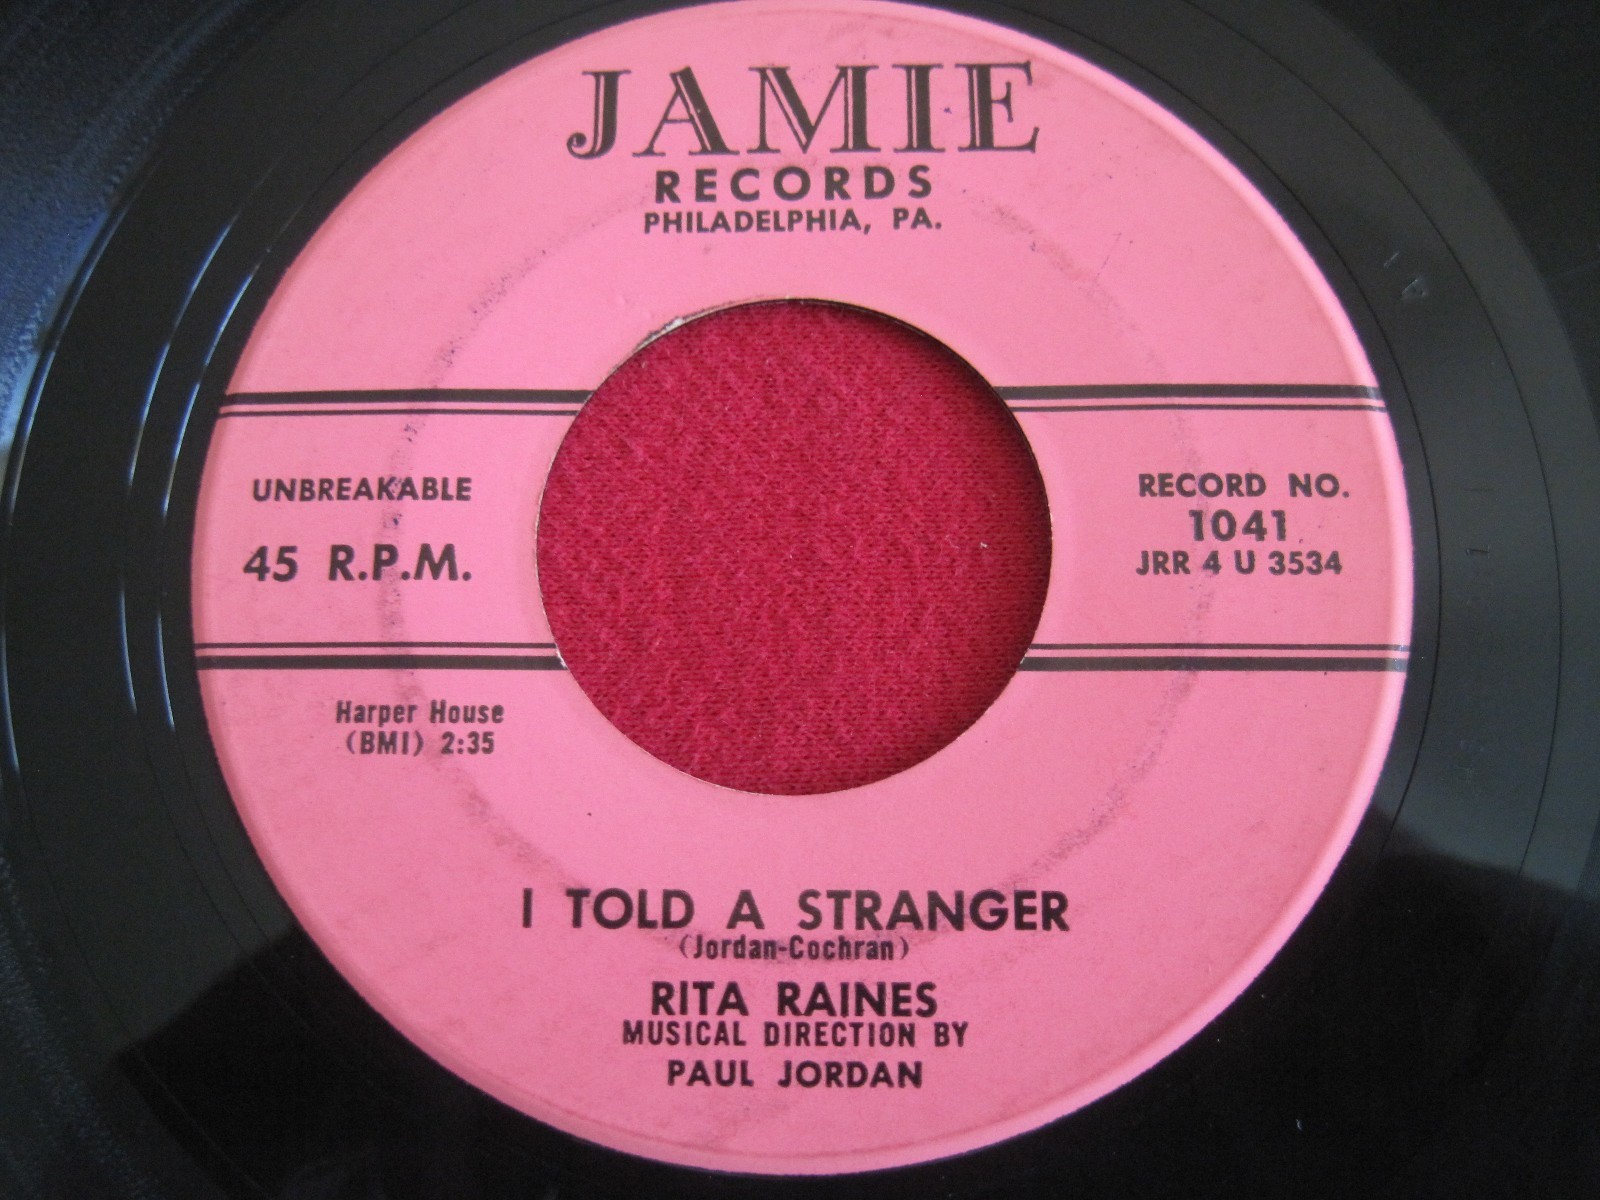 JAMIE
RECORDS
PHILADELPHIA, PA.
UNBREAKABLE
45 R.P.M.
RECORD NO.
1041
JRR 4 U 3534
Harper House
(BMI) 2:35
I TOLD A STRANGER
(Jordan-Cochran)
RITA RAINES
MUSICAL DIRECTION BY
PAUL JORDAN